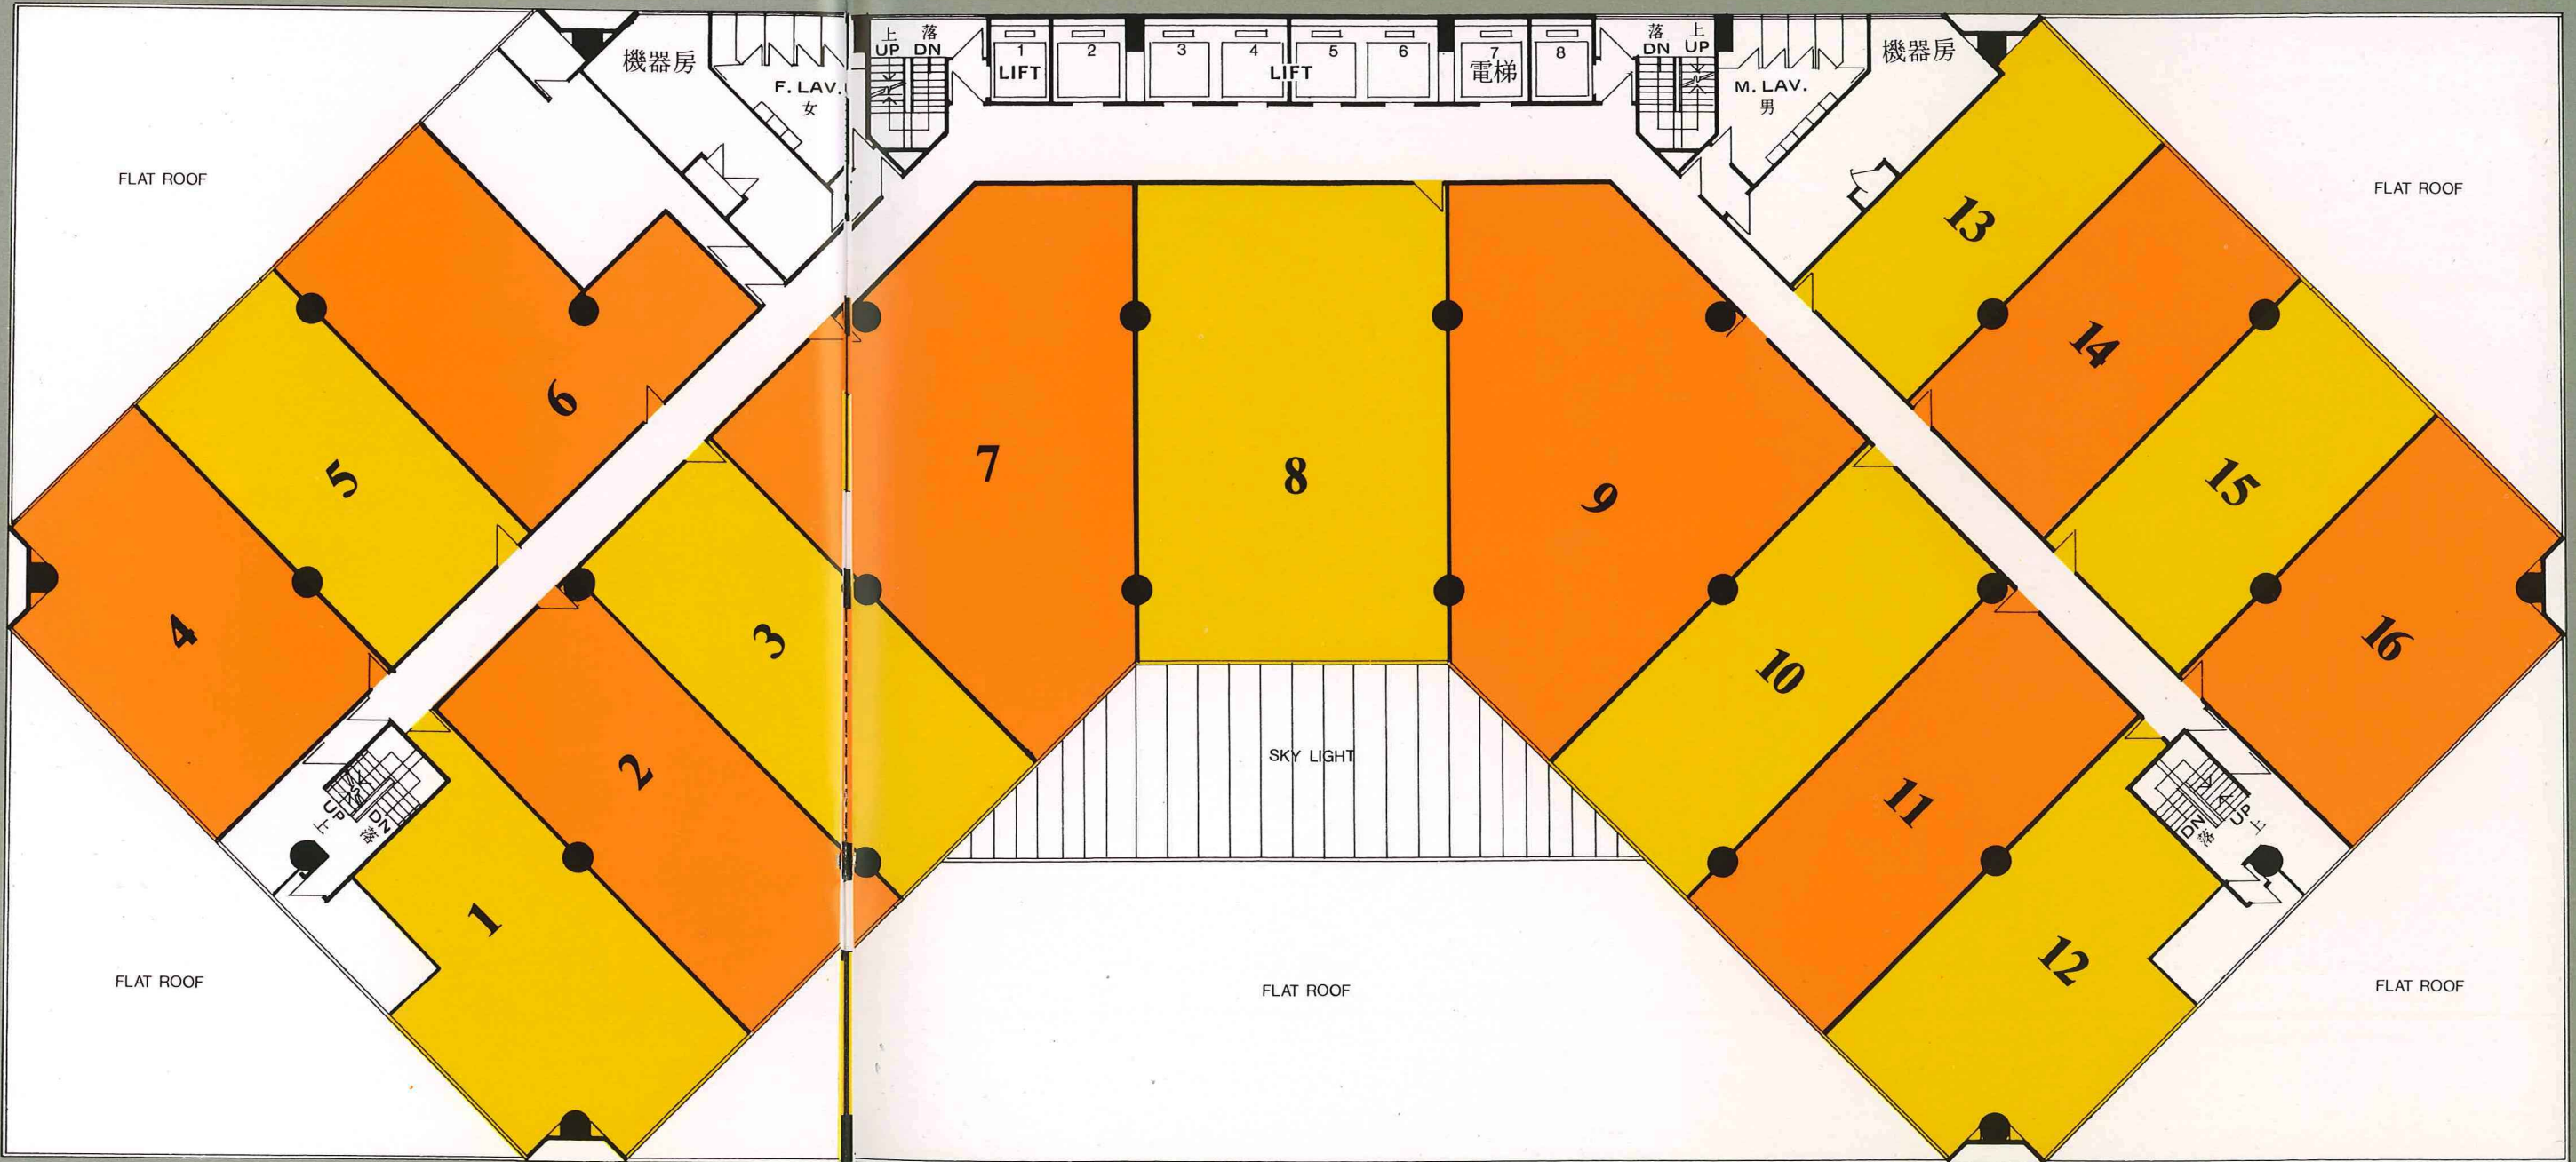 機器房
F. LAV.
女
上 落
UP DN
1
LIFT
2
3
4
LIFT
5
6
7
電梯
8
落 上
DN UP
M. LAV.
男
機器房
FLAT ROOF
FLAT ROOF
13
14
6
7
8
9
5
15
4
3
10
16
2
SKY LIGHT
11
UP
上
DN
落
UP
上
DN
落
1
12
FLAT ROOF
FLAT ROOF
FLAT ROOF